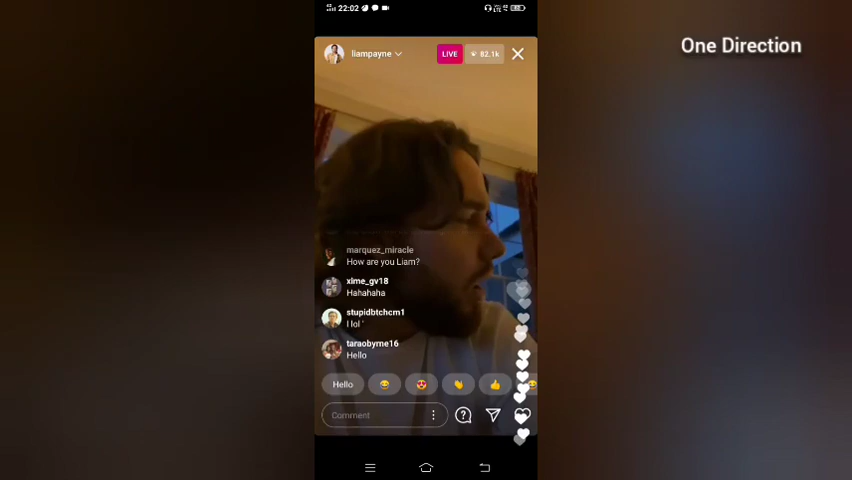 22:02
One Direction
liampayne
LIVE
82.1k
marquez_miracle
How are you Liam?
xime_gv18
Hahahaha
stupidbtchcm1
I lol
taraobyrne16
Hello
Hello
Comment